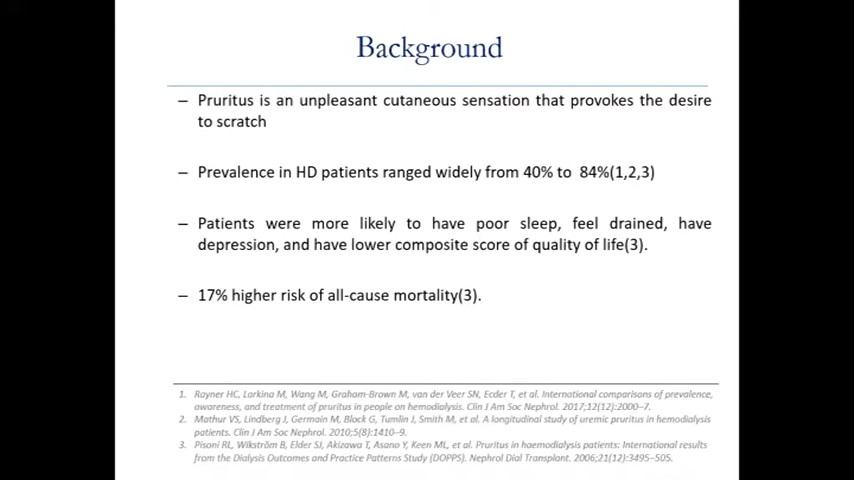 Background
– Pruritus is an unpleasant cutaneous sensation that provokes the desire
to scratch
– Prevalence in HD patients ranged widely from 40% to 84%(1,2,3)
– Patients were more likely to have poor sleep, feel drained, have
depression, and have lower composite score of quality of life(3).
– 17% higher risk of all-cause mortality(3).
1. Rayner HC, Larkina M, Wang M, Graham-Brown M, van der Veer SN, Ecder T, et al. International comparisons of prevalence,
awareness, and treatment of pruritus in people on hemodialysis. Clin J Am Soc Nephrol. 2017;12(12):2000–7.
2. Mathur VS, Lindberg J, Germain M, Block G, Tumlin J, Smith M, et al. A longitudinal study of uremic pruritus in hemodialysis
patients. Clin J Am Soc Nephrol. 2010;5(8):1410–9.
3. Pisoni RL, Wikström B, Elder SJ, Akizawa T, Asano Y, Keen ML, et al. Pruritus in haemodialysis patients: International results
from the Dialysis Outcomes and Practice Patterns Study (DOPPS). Nephrol Dial Transplant. 2006;21(12):3495–505.